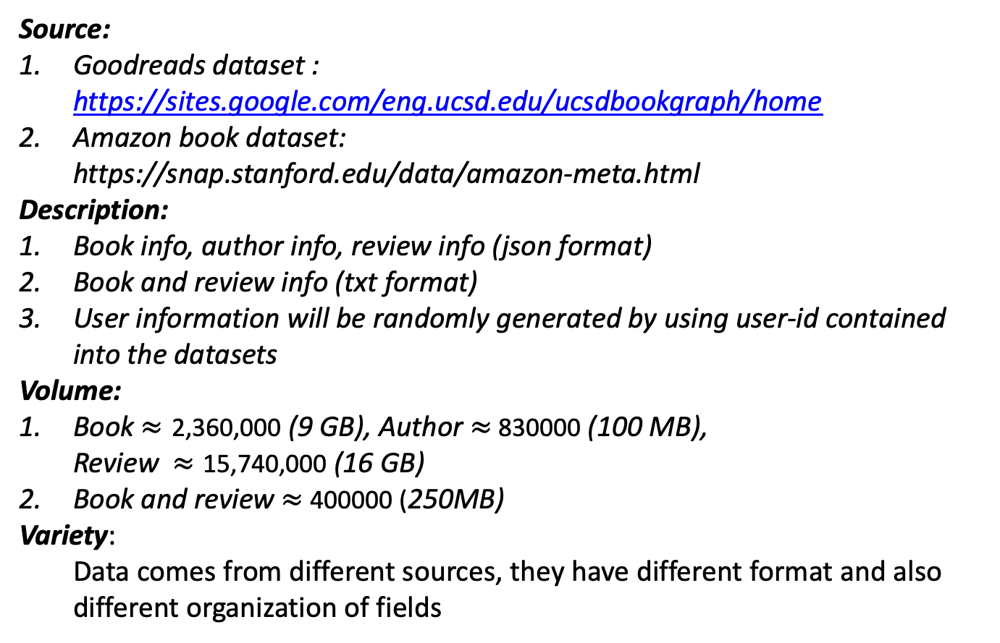 Source:
1. Goodreads dataset :
https://sites.google.com/eng.ucsd.edu/ucsdbookgraph/home
2. Amazon book dataset:
https://snap.stanford.edu/data/amazon-meta.html
Description:
1. Book info, author info, review info (json format)
2. Book and review info (txt format)
3. User information will be randomly generated by using user-id contained
into the datasets
Volume:
1. Book ≈ 2,360,000 (9 GB), Author ≈ 830000 (100 MB),
Review ≈ 15,740,000 (16 GB)
2. Book and review ≈ 400000 (250MB)
Variety:
Data comes from different sources, they have different format and also
different organization of fields